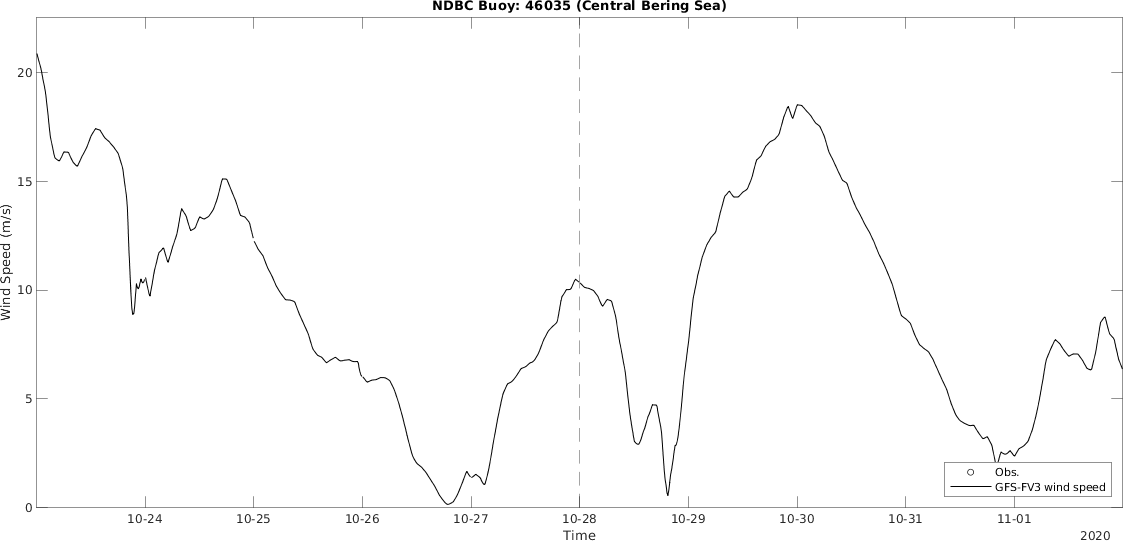 NDBC Buoy: 46035 (Central Bering Sea)
20
15
10
5
0
Wind Speed (m/s)
10-24 10-25 10-26 10-27 10-28 10-29 10-30 10-31 11-01
Time
2020
Obs.
GFS-FV3 wind speed